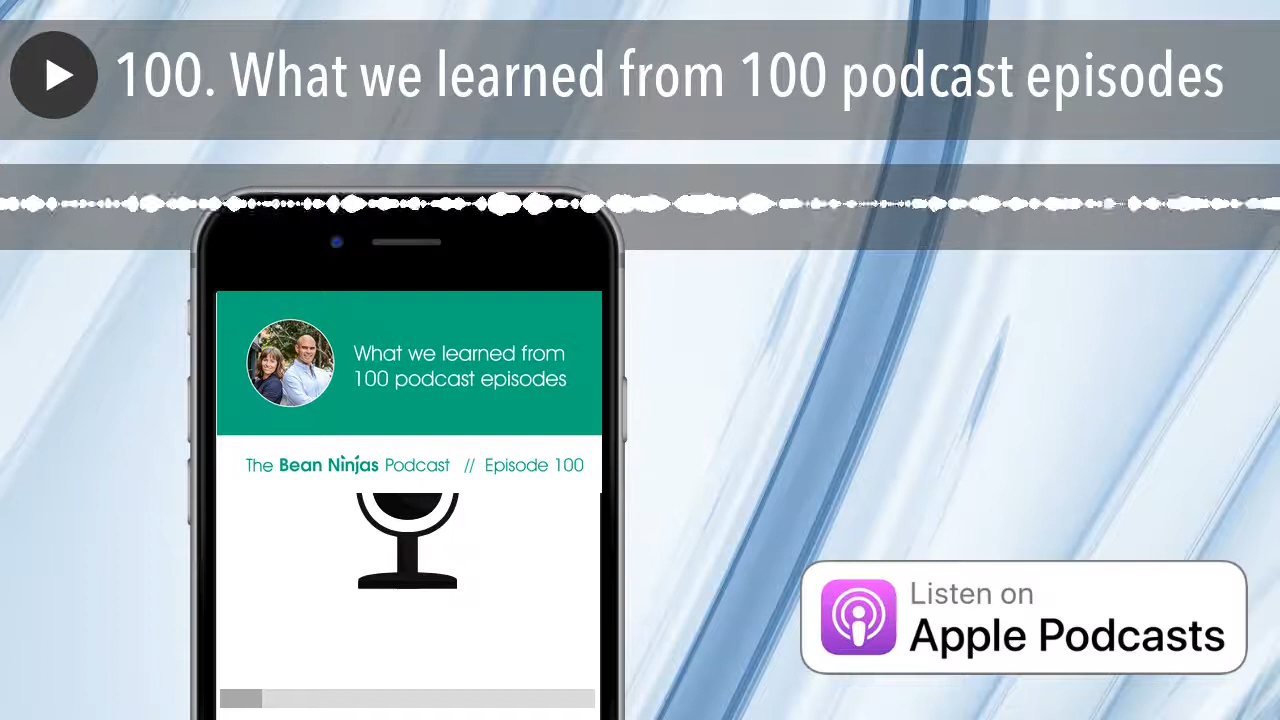 100. What we learned from 100 podcast episodes
What we learned from
100 podcast episodes
The Bean Ninjas Podcast // Episode 100
Listen on
Apple Podcasts